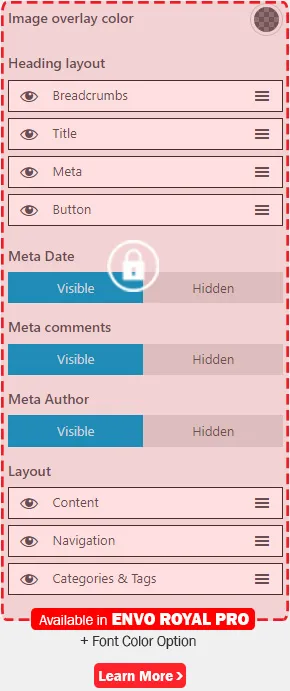 Image overlay color
Heading layout
Breadcrumbs
Title
Meta
Button
Meta Date
Visible Hidden
Meta comments
Visible Hidden
Meta Author
Visible Hidden
Layout
Content
Navigation
Categories & Tags
Available in ENVO ROYAL PRO
+ Font Color Option
Learn More >